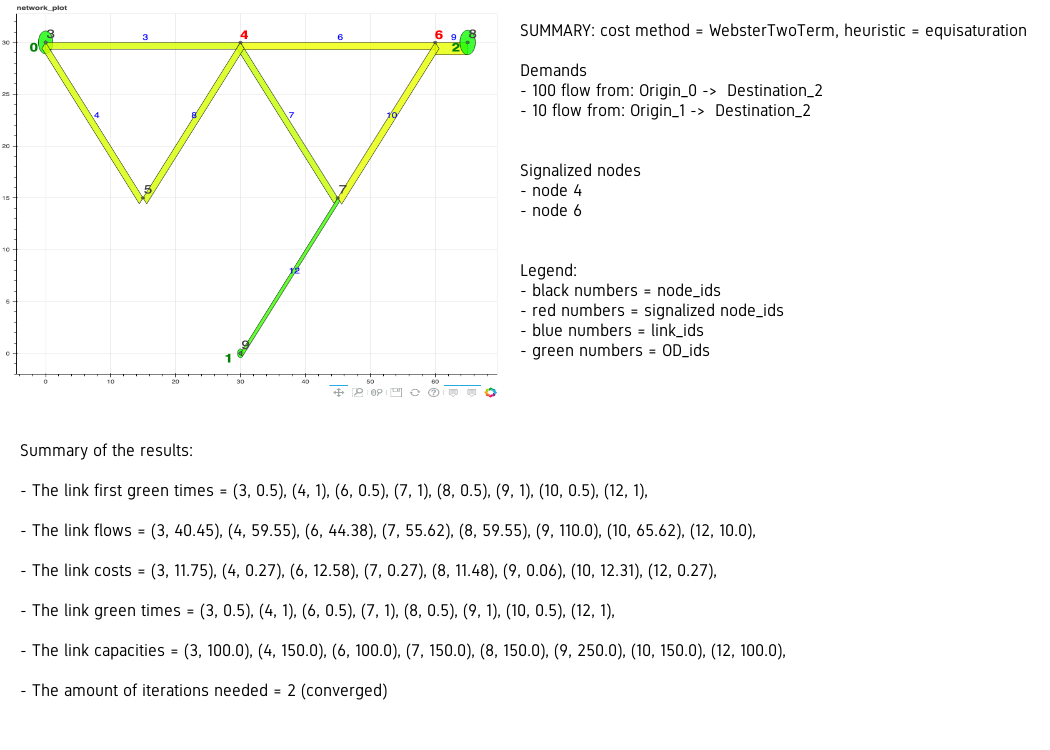 network_plot
SUMMARY: cost method = WebsterTwoTerm, heuristic = equisaturation
Demands
- 100 flow from: Origin_0 -> Destination_2
- 10 flow from: Origin_1 -> Destination_2
Signalized nodes
- node 4
- node 6
Legend:
- black numbers = node_ids
- red numbers = signalized node_ids
- blue numbers = link_ids
- green numbers = OD_ids
30
25
20
15
10
5
0
0 10 20 30 40 50 60
3 4 6 8
0 3 6 9 2
4 8 7 10
5 7
12
9
1
Summary of the results:
- The link first green times = (3, 0.5), (4, 1), (6, 0.5), (7, 1), (8, 0.5), (9, 1), (10, 0.5), (12, 1),
- The link flows = (3, 40.45), (4, 59.55), (6, 44.38), (7, 55.62), (8, 59.55), (9, 110.0), (10, 65.62), (12, 10.0),
- The link costs = (3, 11.75), (4, 0.27), (6, 12.58), (7, 0.27), (8, 11.48), (9, 0.06), (10, 12.31), (12, 0.27),
- The link green times = (3, 0.5), (4, 1), (6, 0.5), (7, 1), (8, 0.5), (9, 1), (10, 0.5), (12, 1),
- The link capacities = (3, 100.0), (4, 150.0), (6, 100.0), (7, 150.0), (8, 150.0), (9, 250.0), (10, 150.0), (12, 100.0),
- The amount of iterations needed = 2 (converged)